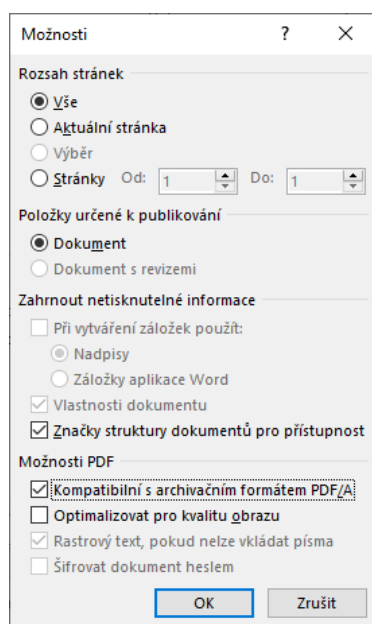 Možnosti ? ×
Rozsah stránek
Vše
Aktuální stránka
Výběr
Stránky Od: 1 Do: 1
Položky určené k publikování
Dokument
Dokument s revizemi
Zahrnout netisknutelné informace
Při vytváření záložek použít:
Nadpisy
Záložky aplikace Word
Vlastnosti dokumentu
Značky struktury dokumentů pro přístupnost
Možnosti PDF
Kompatibilní s archivačním formátem PDF/A
Optimalizovat pro kvalitu obrazu
Rastrový text, pokud nelze vkládat písma
Šifrovat dokument heslem
OK Zrušit